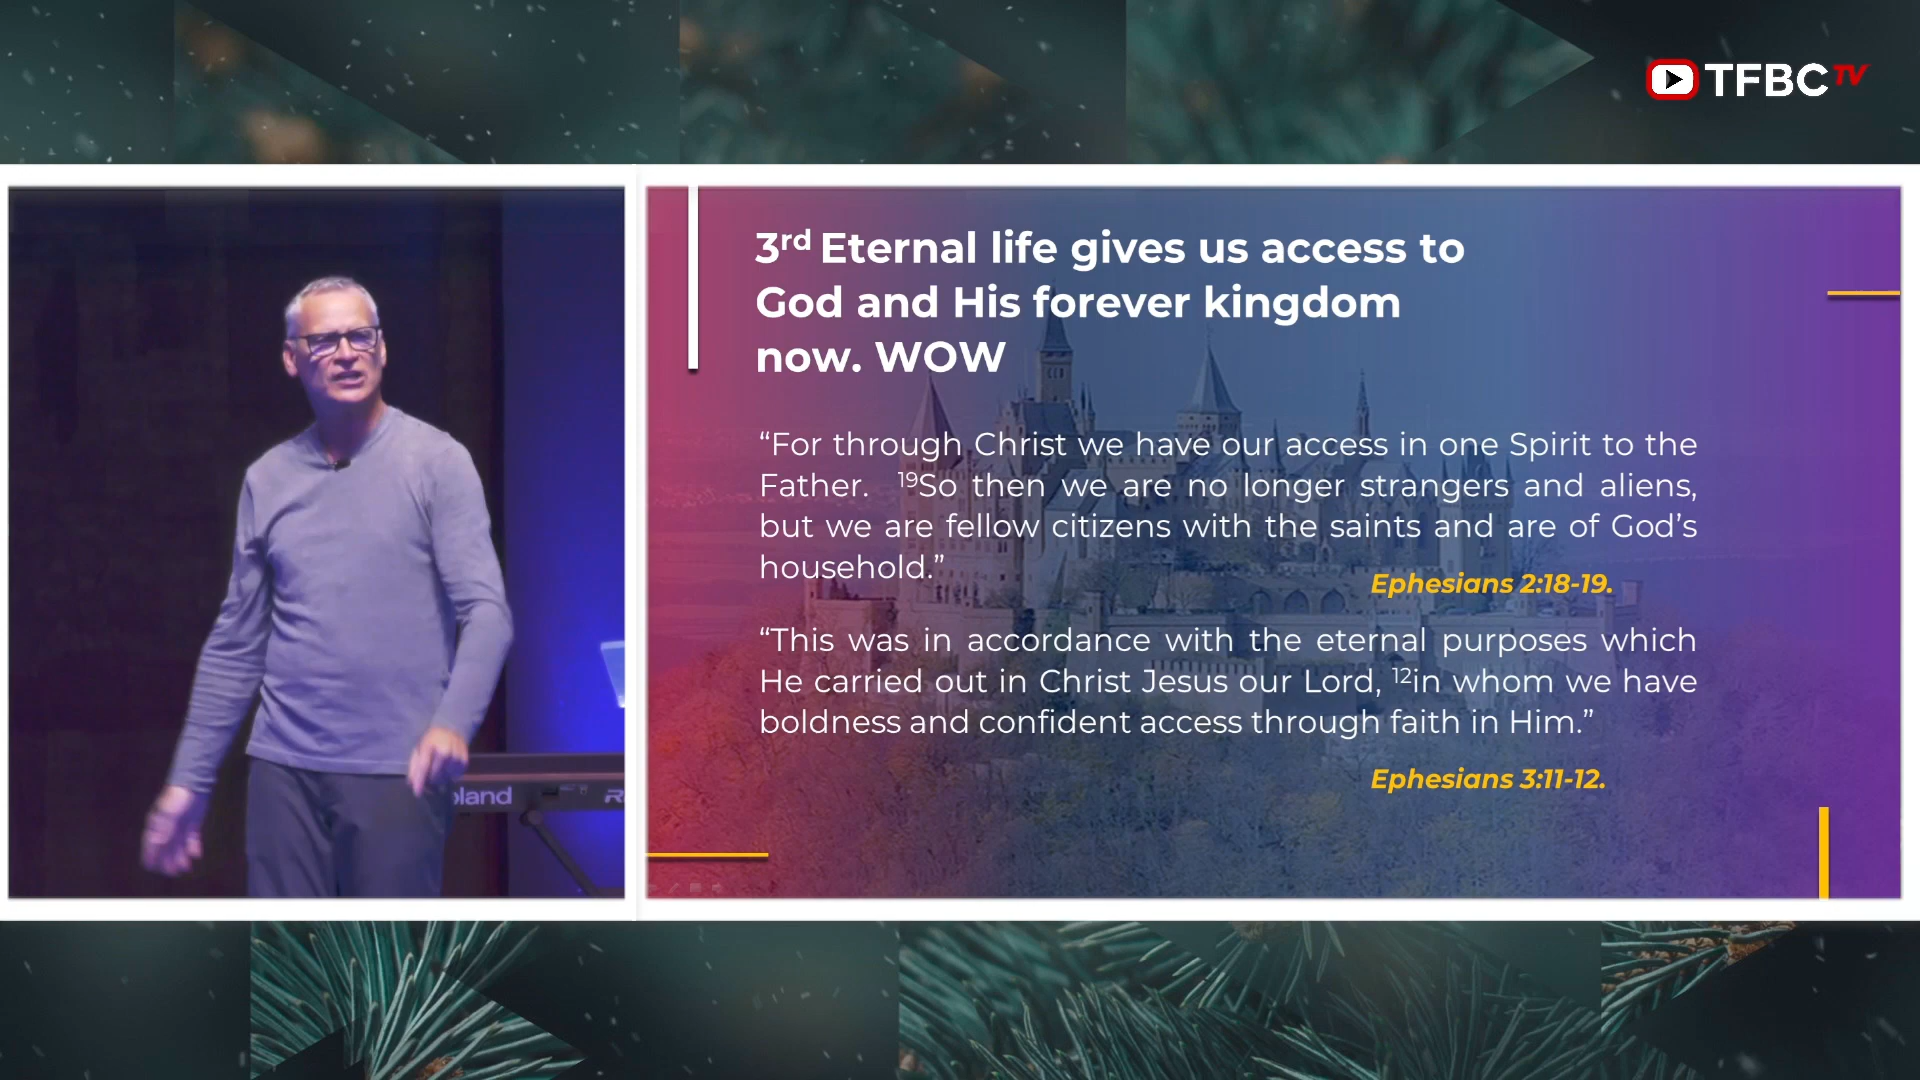 TFBC TV
3rd Eternal life gives us access to
God and His forever kingdom
now. WOW
“For through Christ we have our access in one Spirit to the
Father. 19So then we are no longer strangers and aliens,
but we are fellow citizens with the saints and are of God’s
household.”
Ephesians 2:18-19.
“This was in accordance with the eternal purposes which
He carried out in Christ Jesus our Lord, 12in whom we have
boldness and confident access through faith in Him.”
Ephesians 3:11-12.